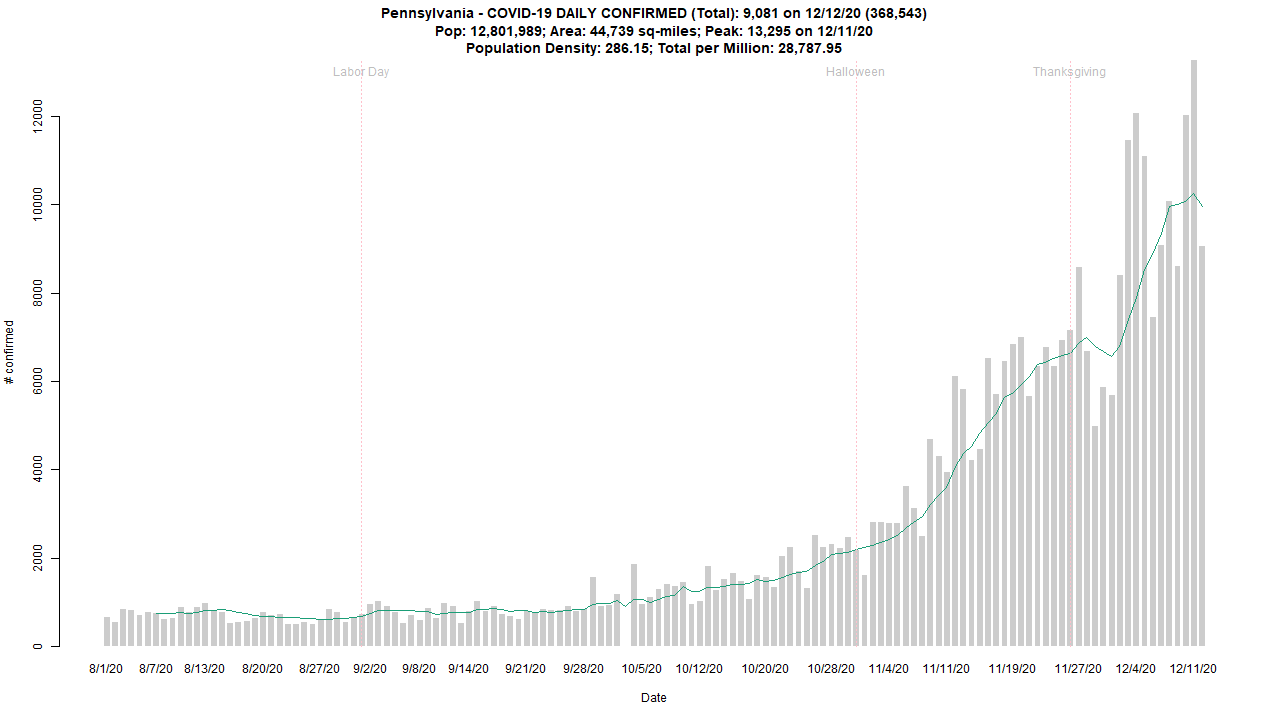 Pennsylvania - COVID-19 DAILY CONFIRMED (Total): 9,081 on 12/12/20 (368,543)
Pop: 12,801,989; Area: 44,739 sq-miles; Peak: 13,295 on 12/11/20
Population Density: 286.15; Total per Million: 28,787.95
Labor Day Halloween Thanksgiving
12000
10000
8000
6000
4000
2000
0
# confirmed
8/1/20 8/7/20 8/13/20 8/20/20 8/27/20 9/2/20 9/8/20 9/14/20 9/21/20 9/28/20 10/5/20 10/12/20 10/20/20 10/28/20 11/4/20 11/11/20 11/19/20 11/27/20 12/4/20 12/11/20
Date